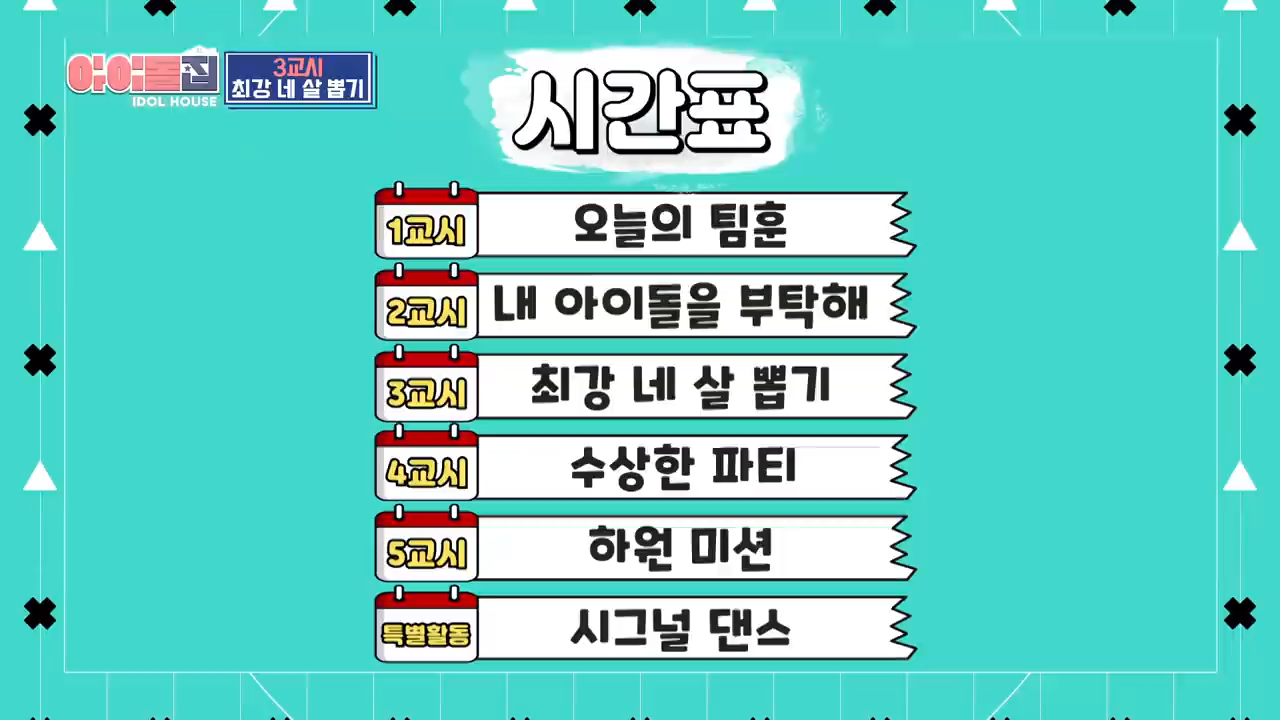 아이돌집
IDOL HOUSE
3교시
최강 네 살 뽑기
시간표
1교시 오늘의 팀훈
2교시 내 아이돌을 부탁해
3교시 최강 네 살 뽑기
4교시 수상한 파티
5교시 하원 미션
특별활동 시그널 댄스